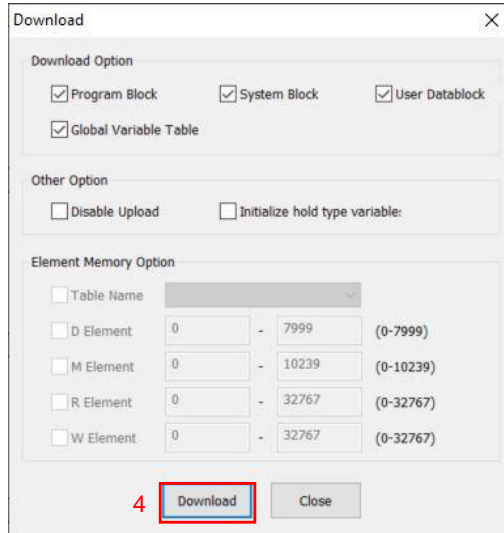 Download
Download Option
Program Block System Block User Datablock
Global Variable Table
Other Option
Disable Upload Initialize hold type variable:
Element Memory Option
Table Name
D Element 0 - 7999 (0-7999)
M Element 0 - 10239 (0-10239)
R Element 0 - 32767 (0-32767)
W Element 0 - 32767 (0-32767)
4 Download Close